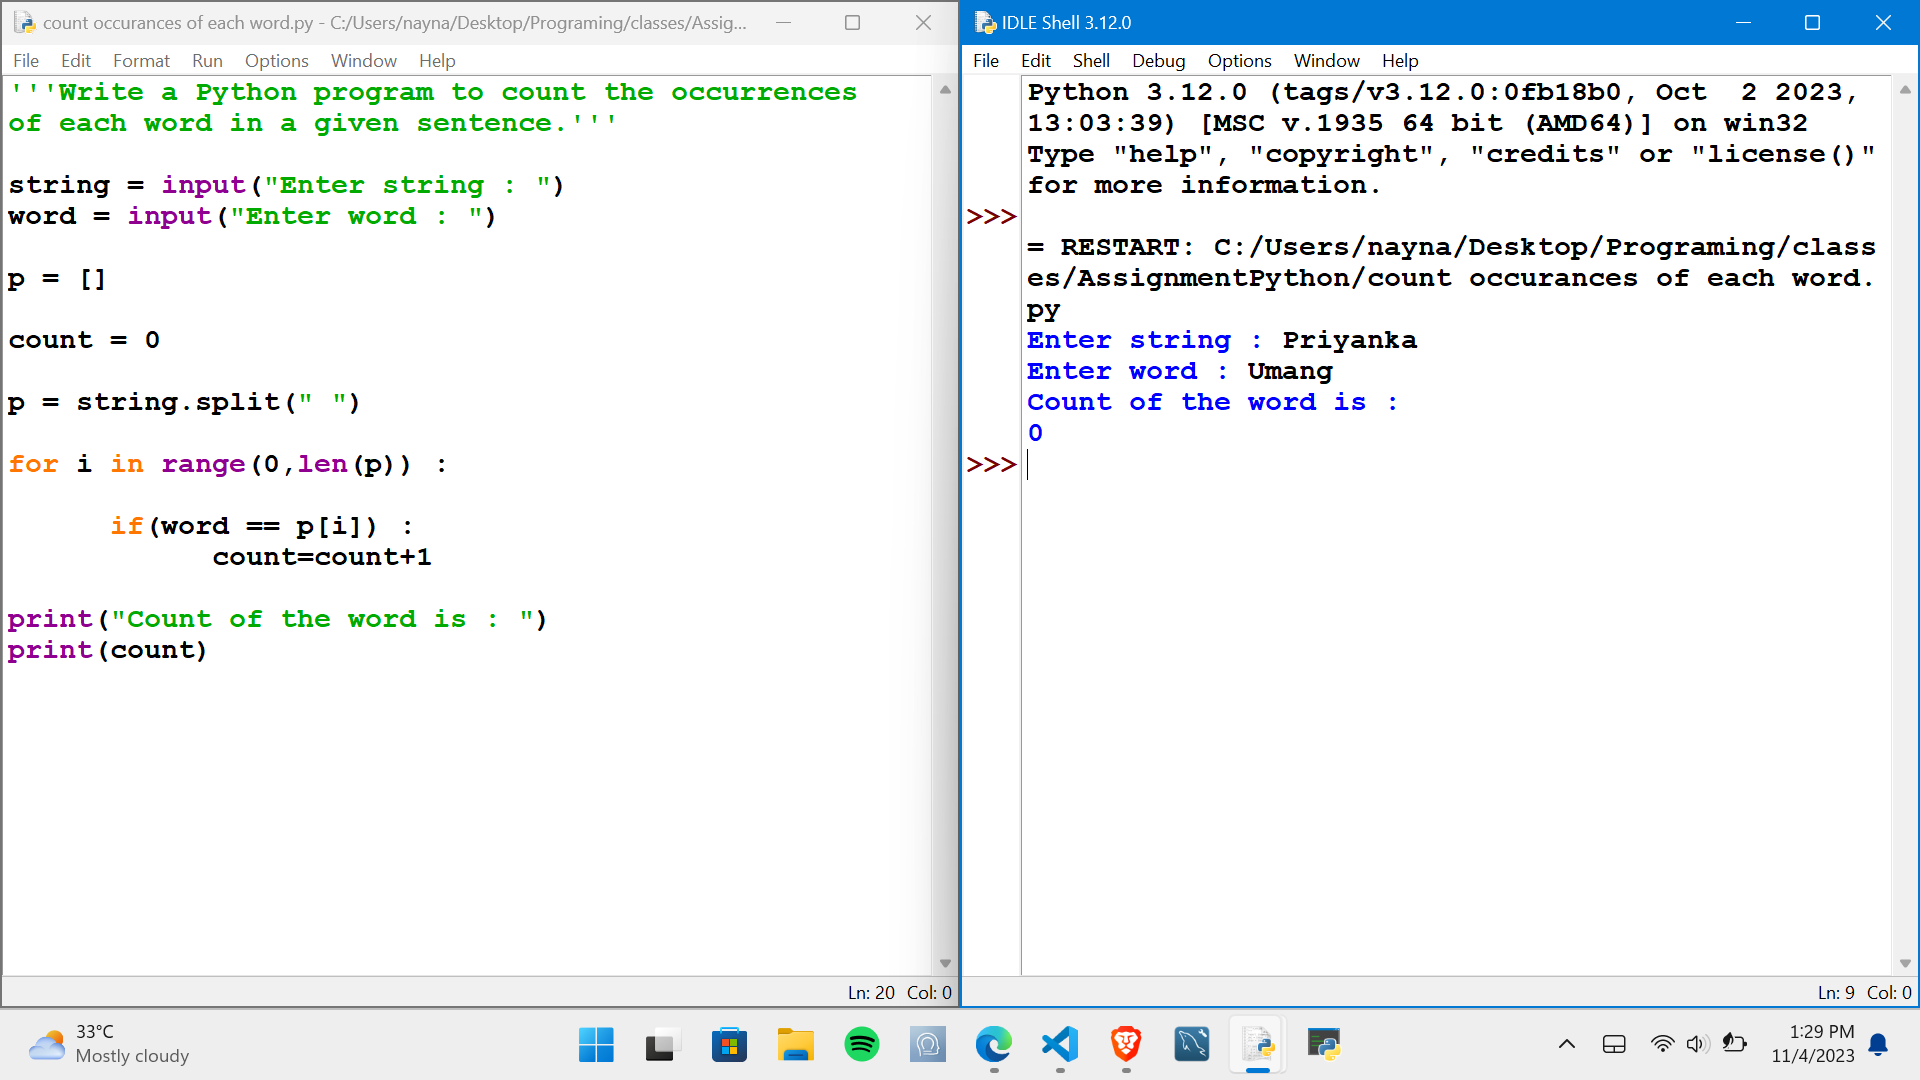 count occurances of each word.py - C:/Users/nayna/Desktop/Programing/classes/Assig...
File Edit Format Run Options Window Help
'''Write a Python program to count the occurrences
of each word in a given sentence.'''
string = input("Enter string : ")
word = input("Enter word : ")
p = []
count = 0
p = string.split(" ")
for i in range(0,len(p)) :
if(word == p[i]) :
count=count+1
print("Count of the word is : ")
print(count)
Ln: 20 Col: 0
IDLE Shell 3.12.0
File Edit Shell Debug Options Window Help
Python 3.12.0 (tags/v3.12.0:0fb18b0, Oct  2 2023,
13:03:39) [MSC v.1935 64 bit (AMD64)] on win32
Type "help", "copyright", "credits" or "license()"
for more information.
>>>
= RESTART: C:/Users/nayna/Desktop/Programing/class
es/AssignmentPython/count occurances of each word.
py
Enter string : Priyanka
Enter word : Umang
Count of the word is :
0
>>>
Ln: 9 Col: 0
33°C
Mostly cloudy
1:29 PM
11/4/2023